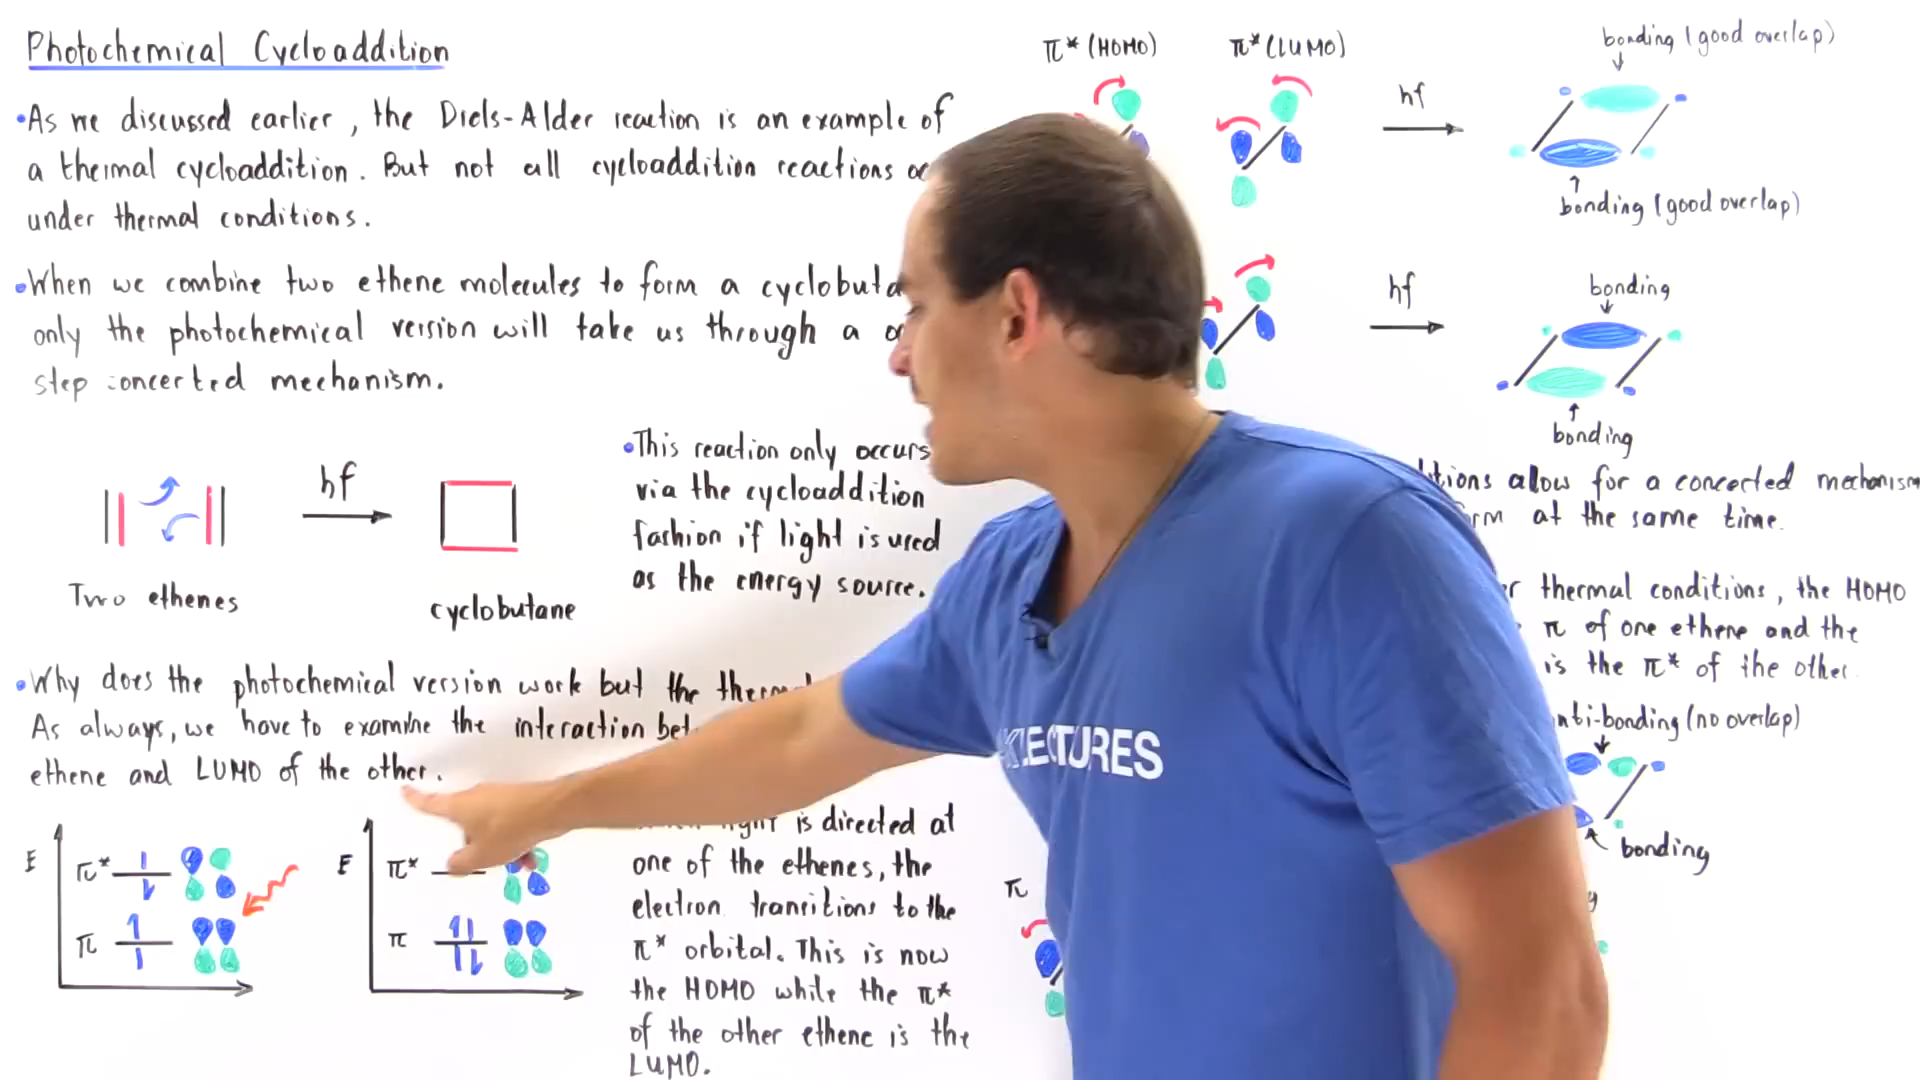 Photochemical Cycloaddition
•As we discussed earlier, the Diels-Alder reaction is an example of
a thermal cycloaddition. But not all cycloaddition reactions
under thermal conditions.
•When we combine two ethene molecules to form a
only the photochemical version will take us through a
step concerted mechanism.
hf
Two ethenes
cyclobutane
•This reaction only occurs
via the cycloaddition
fashion if light is used
as the energy source.
•Why does the photochemical version work but the
As always, we have to examine the interaction
ethene and LUMO of the other.
E
π*
π
E
π*
π
is directed at
one of the ethenes, the
electron transitions to the
π* orbital. This is now
the HOMO while the π*
of the other ethene is the
LUMO.
π* (HOMO)
π* (LUMO)
hf
bonding (good overlap)
bonding (good overlap)
hf
bonding
bonding
allow for a concerted mechanism
at the same time.
thermal conditions, the HOMO
π of one ethene and the
is the π* of the other
(no overlap)
bonding
π
LECTURES